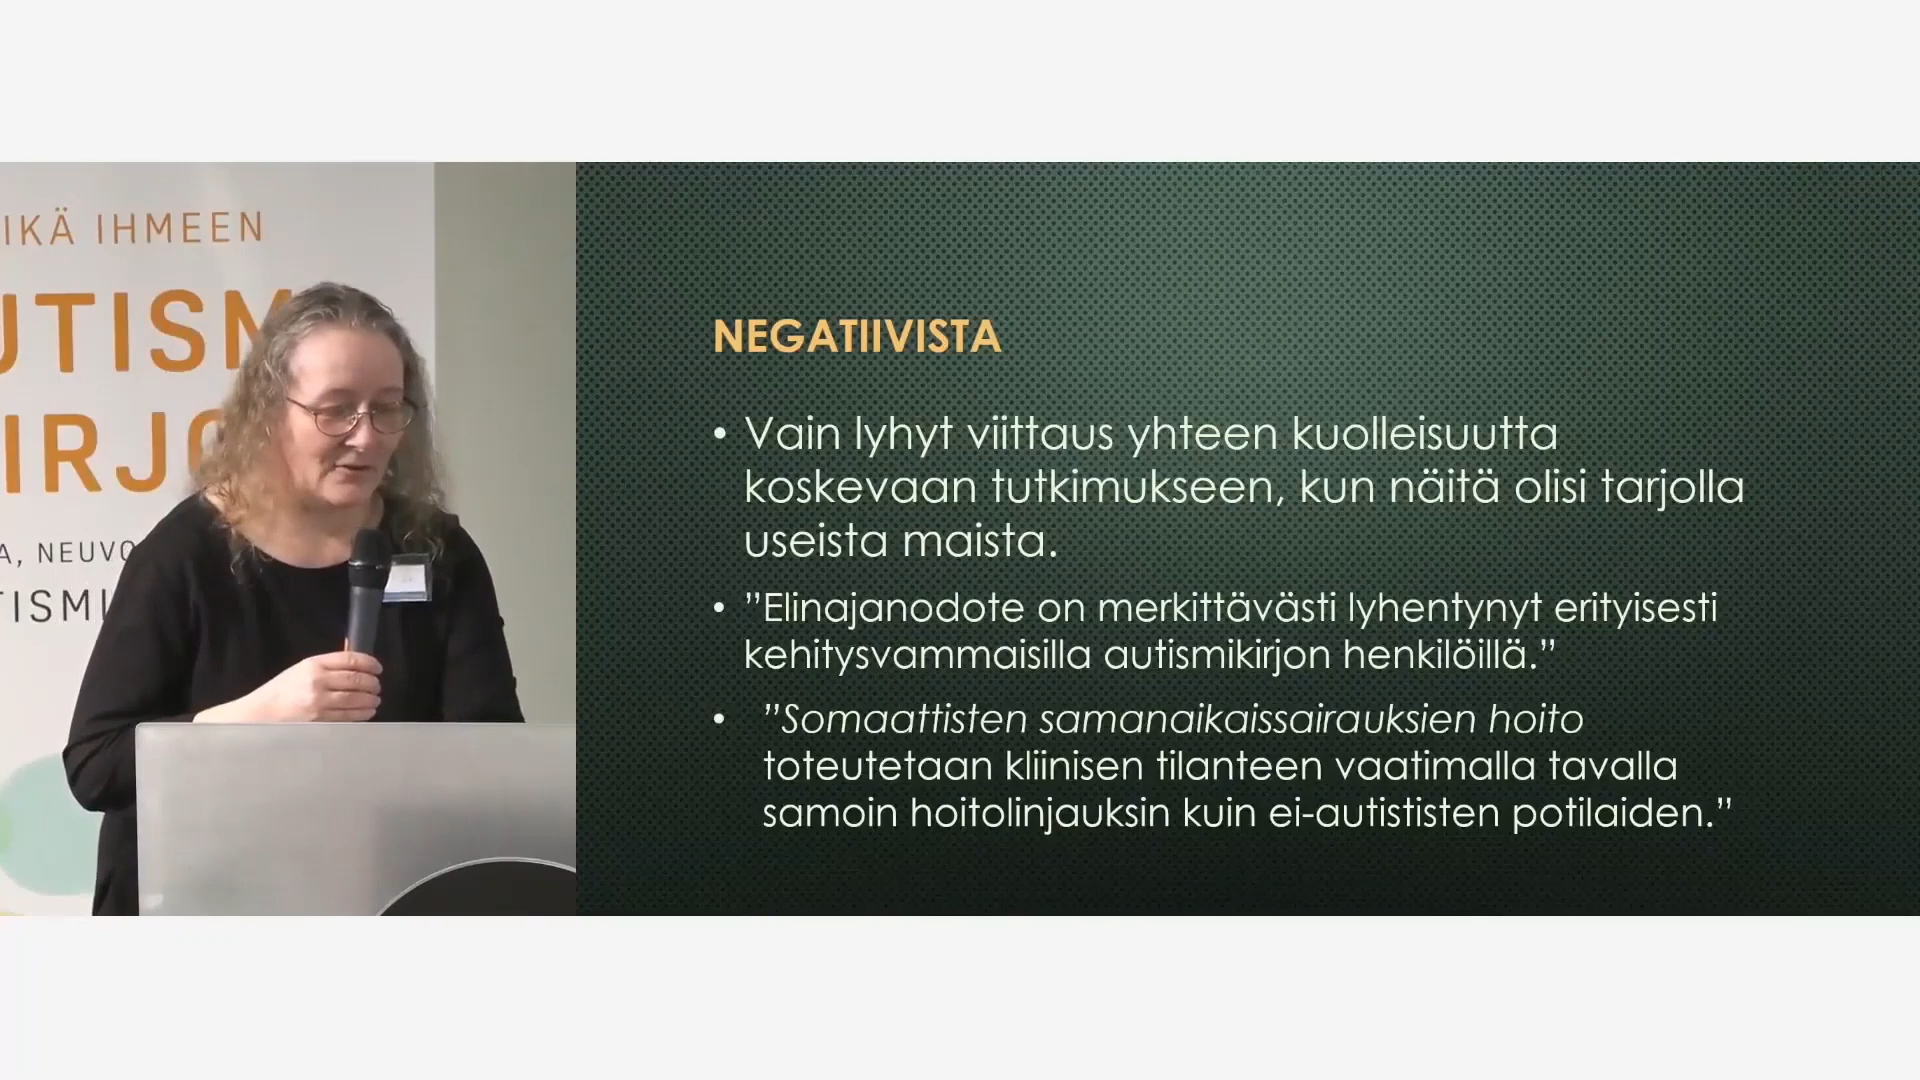 IKÄ IHMEEN
UTISM
IRJO
A, NEUVO
TISMI
NEGATIIVISTA
• Vain lyhyt viittaus yhteen kuolleisuutta
koskevaan tutkimukseen, kun näitä olisi tarjolla
useista maista.
• ”Elinajanodote on merkittävästi lyhentynyt erityisesti
kehitysvammaisilla autismikirjon henkilöillä.”
• ”Somaattisten samanaikaissairauksien hoito
toteutetaan kliinisen tilanteen vaatimalla tavalla
samoin hoitolinjauksin kuin ei-autististen potilaiden.”